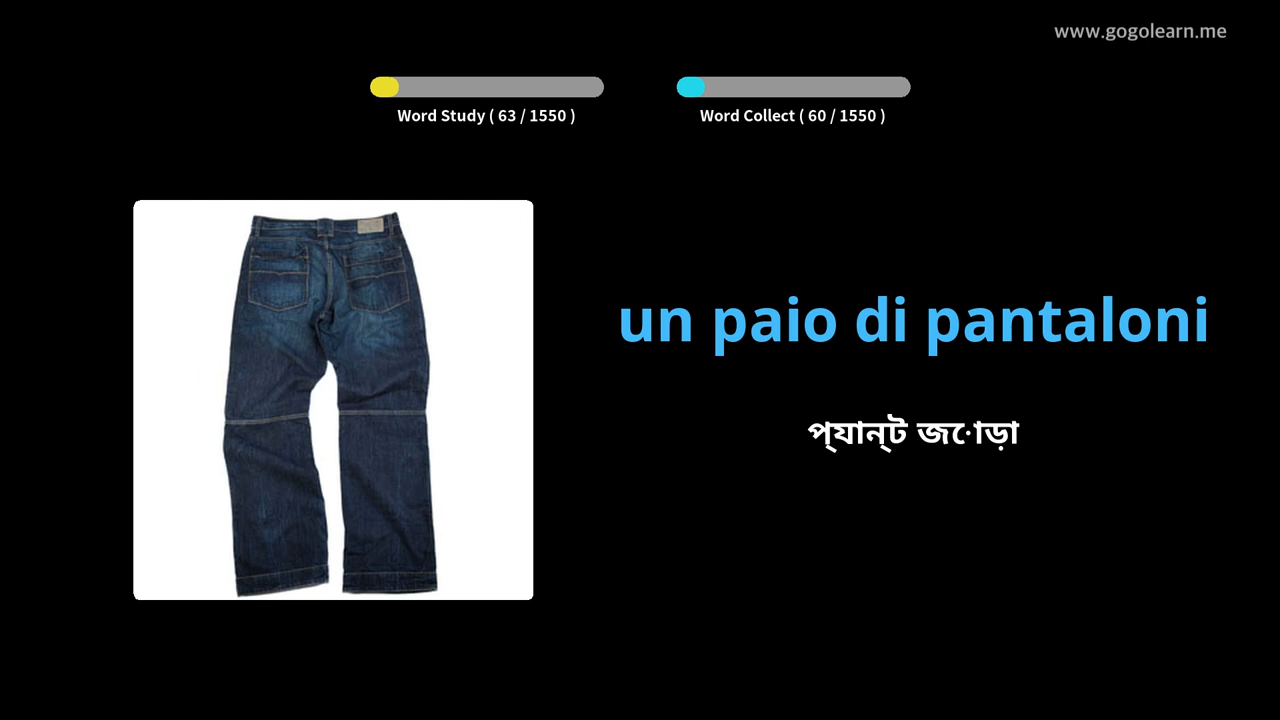 www.gogolearn.me
Word Study ( 63 / 1550 )
Word Collect ( 60 / 1550 )
un paio di pantaloni
প্যান্ট জোড়া